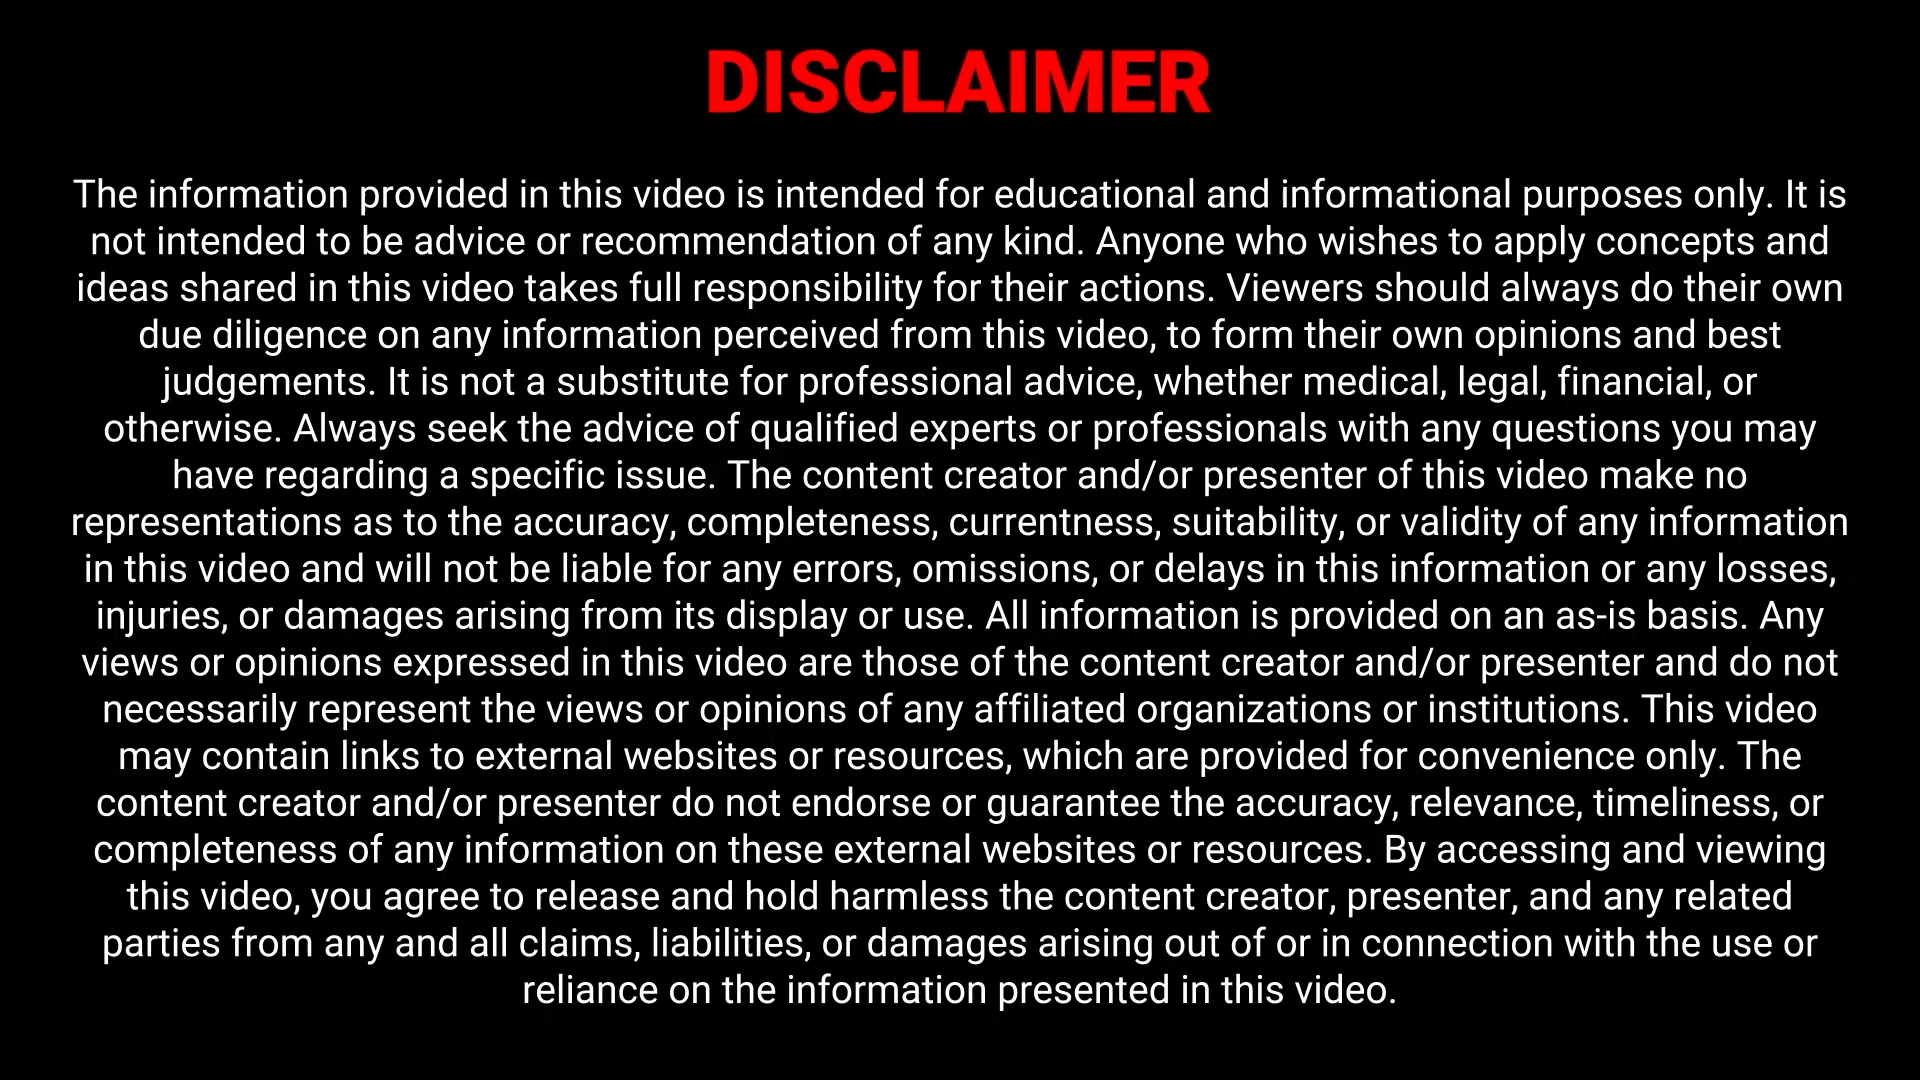 DISCLAIMER
The information provided in this video is intended for educational and informational purposes only. It is
not intended to be advice or recommendation of any kind. Anyone who wishes to apply concepts and
ideas shared in this video takes full responsibility for their actions. Viewers should always do their own
due diligence on any information perceived from this video, to form their own opinions and best
judgements. It is not a substitute for professional advice, whether medical, legal, financial, or
otherwise. Always seek the advice of qualified experts or professionals with any questions you may
have regarding a specific issue. The content creator and/or presenter of this video make no
representations as to the accuracy, completeness, currentness, suitability, or validity of any information
in this video and will not be liable for any errors, omissions, or delays in this information or any losses,
injuries, or damages arising from its display or use. All information is provided on an as-is basis. Any
views or opinions expressed in this video are those of the content creator and/or presenter and do not
necessarily represent the views or opinions of any affiliated organizations or institutions. This video
may contain links to external websites or resources, which are provided for convenience only. The
content creator and/or presenter do not endorse or guarantee the accuracy, relevance, timeliness, or
completeness of any information on these external websites or resources. By accessing and viewing
this video, you agree to release and hold harmless the content creator, presenter, and any related
parties from any and all claims, liabilities, or damages arising out of or in connection with the use or
reliance on the information presented in this video.